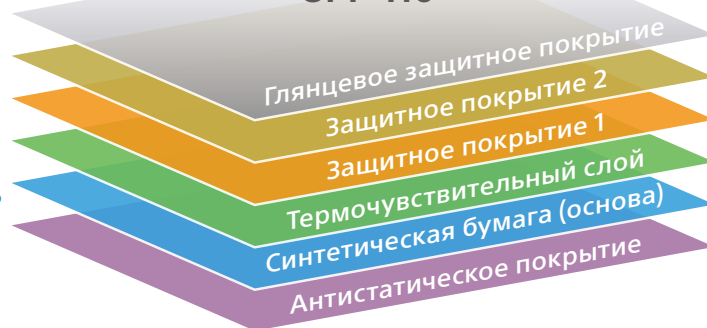 Глянцевое защитное покрытие
Защитное покрытие 2
Защитное покрытие 1
Термочувствительный слой
Синтетическая бумага (основа)
Антистатическое покрытие